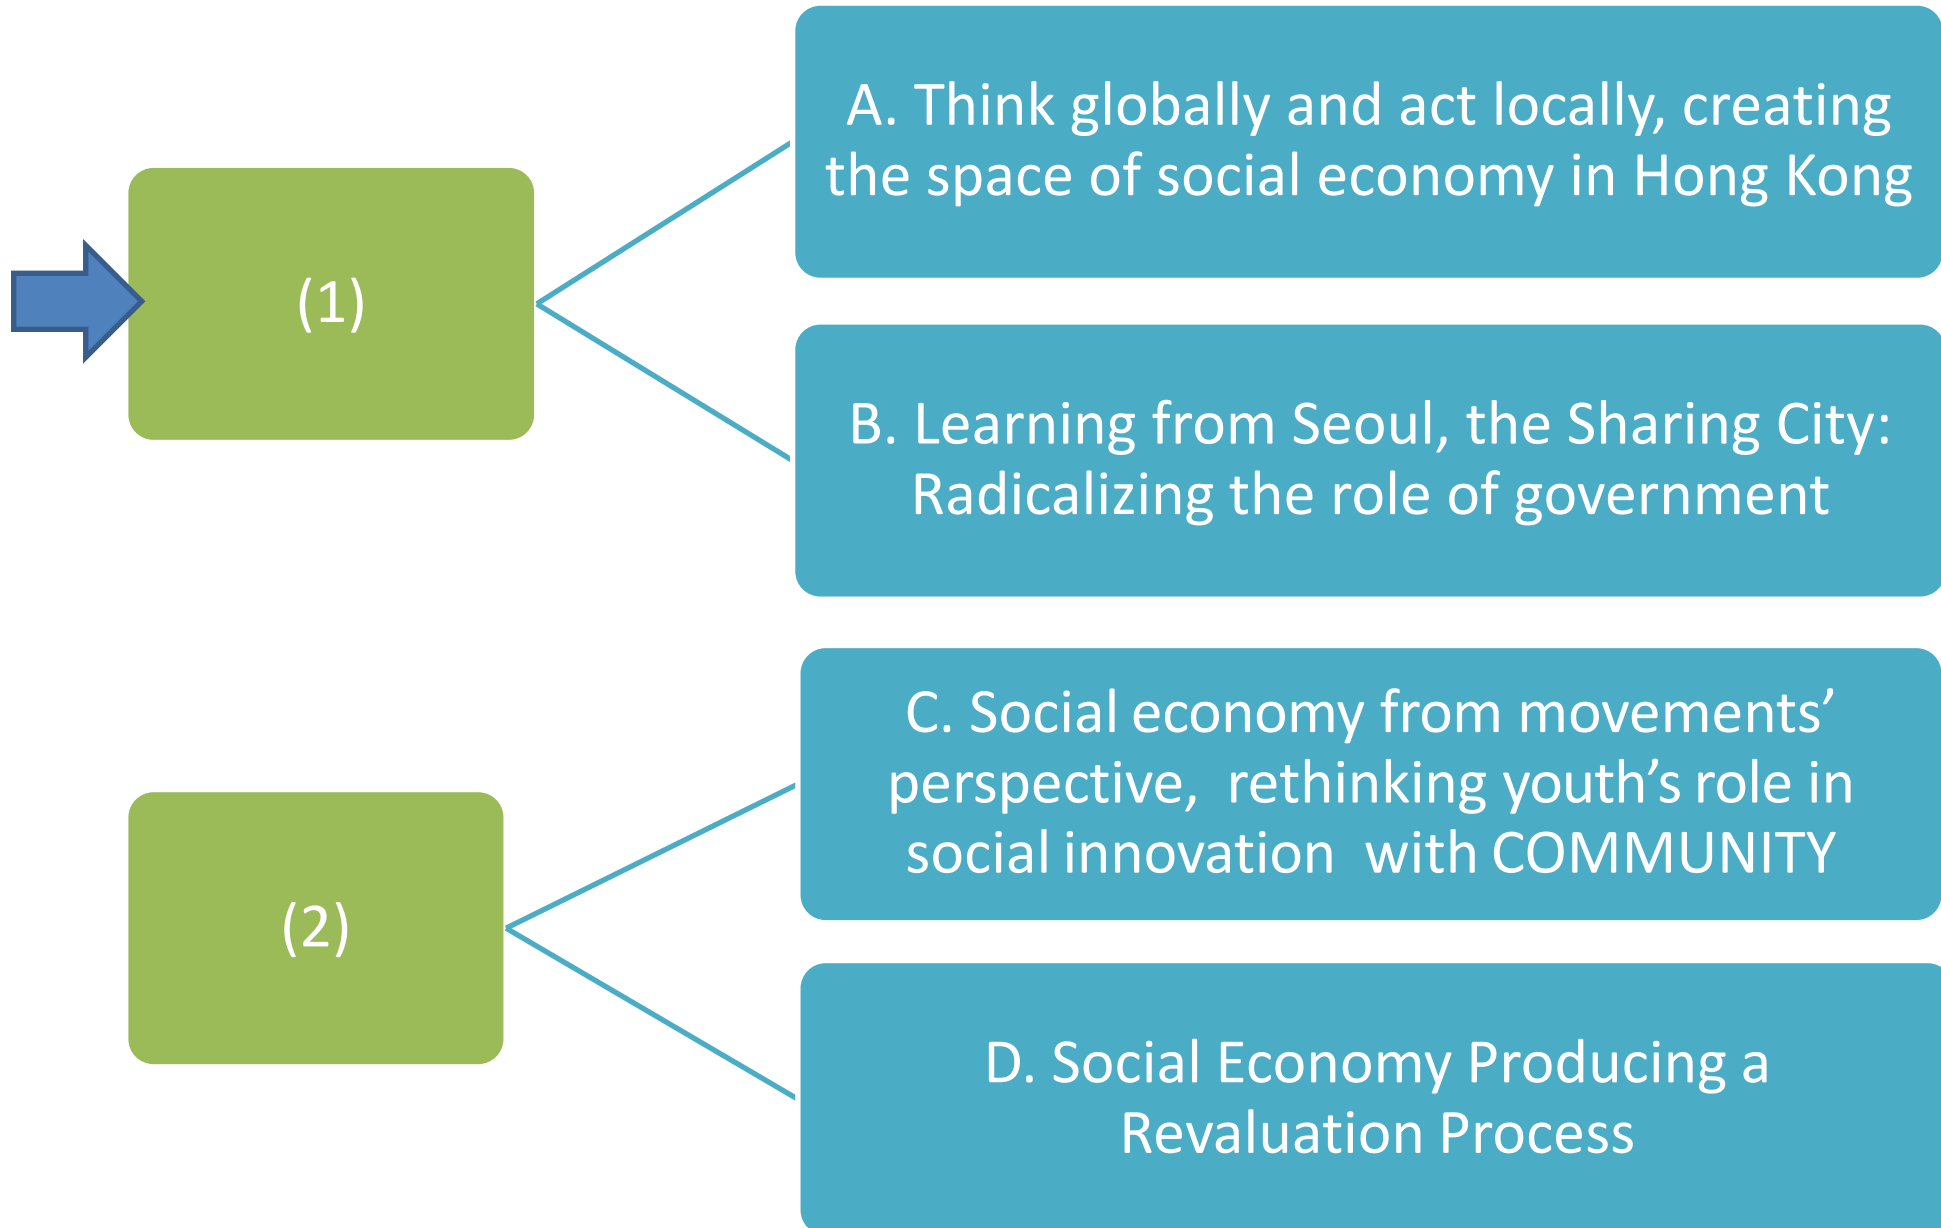 (1)
A. Think globally and act locally, creating
the space of social economy in Hong Kong
B. Learning from Seoul, the Sharing City:
Radicalizing the role of government
(2)
C. Social economy from movements’
perspective,  rethinking youth’s role in
social innovation  with COMMUNITY
D. Social Economy Producing a
Revaluation Process